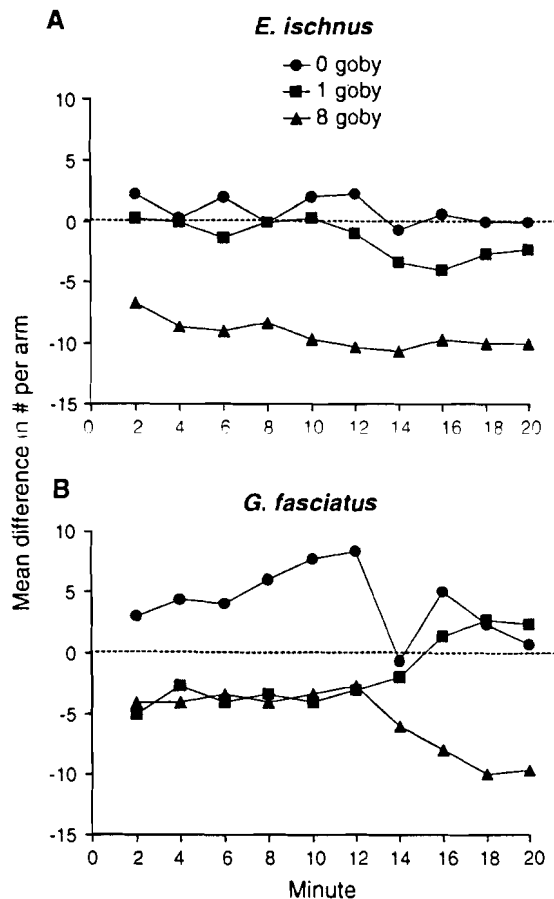 A
E. ischnus
0 goby
1 goby
8 goby
10
5
0
-5
-10
-15
0 2 4 6 8 10 12 14 16 18 20
B
G. fasciatus
10
5
0
-5
-10
-15
0 2 4 6 8 10 12 14 16 18 20
Minute
Mean difference in # per arm